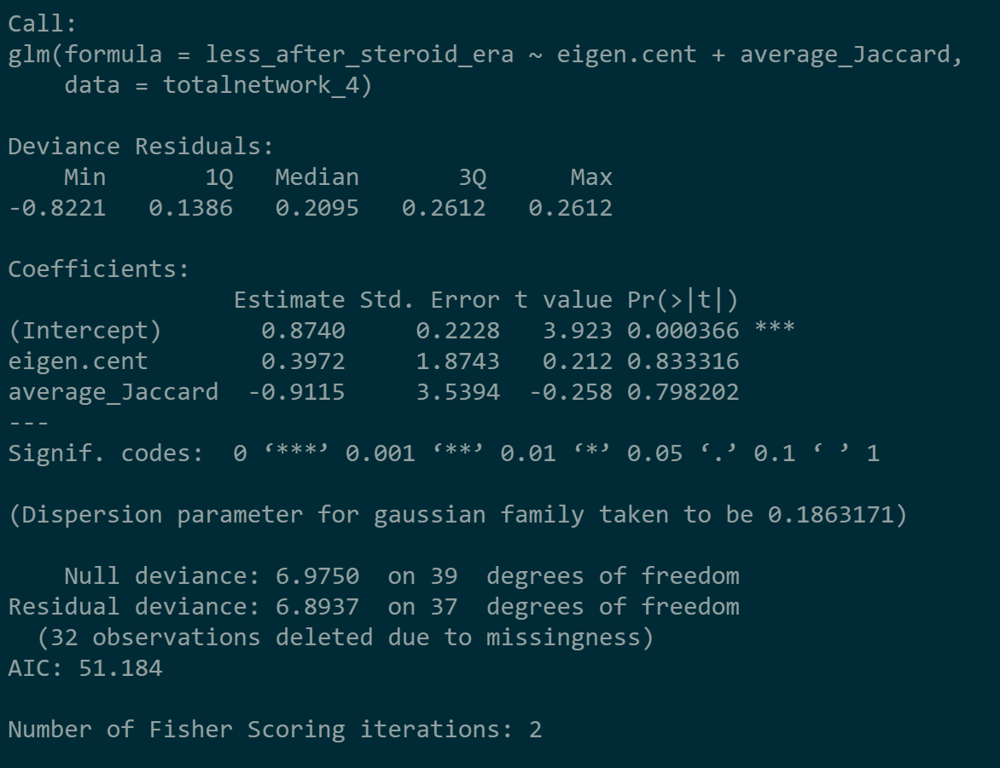 Call:
glm(formula = less_after_steroid_era ~ eigen.cent + average_Jaccard,
    data = totalnetwork_4)

Deviance Residuals:
    Min       1Q   Median       3Q      Max
-0.8221   0.1386   0.2095   0.2612   0.2612

Coefficients:
                Estimate Std. Error t value Pr(>|t|)
(Intercept)       0.8740     0.2228   3.923 0.000366 ***
eigen.cent        0.3972     1.8743   0.212 0.833316
average_Jaccard  -0.9115     3.5394  -0.258 0.798202
---
Signif. codes:  0 ‘***’ 0.001 ‘**’ 0.01 ‘*’ 0.05 ‘.’ 0.1 ‘ ’ 1

(Dispersion parameter for gaussian family taken to be 0.1863171)

    Null deviance: 6.9750  on 39  degrees of freedom
Residual deviance: 6.8937  on 37  degrees of freedom
  (32 observations deleted due to missingness)
AIC: 51.184

Number of Fisher Scoring iterations: 2